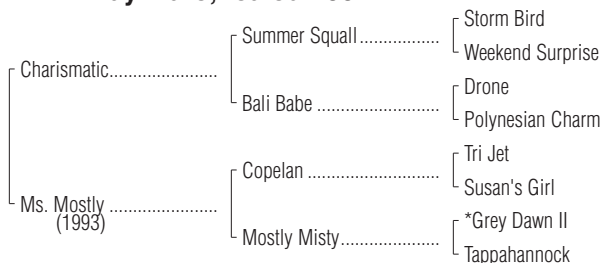 Storm Bird
Summer Squall................
Weekend Surprise
Charismatic......................
Drone
Bali Babe .........................
Polynesian Charm
Tri Jet
Copelan ...........................
Susan's Girl
Ms. Mostly ......................
(1993)
*Grey Dawn II
Mostly Misty....................
Tappahannock